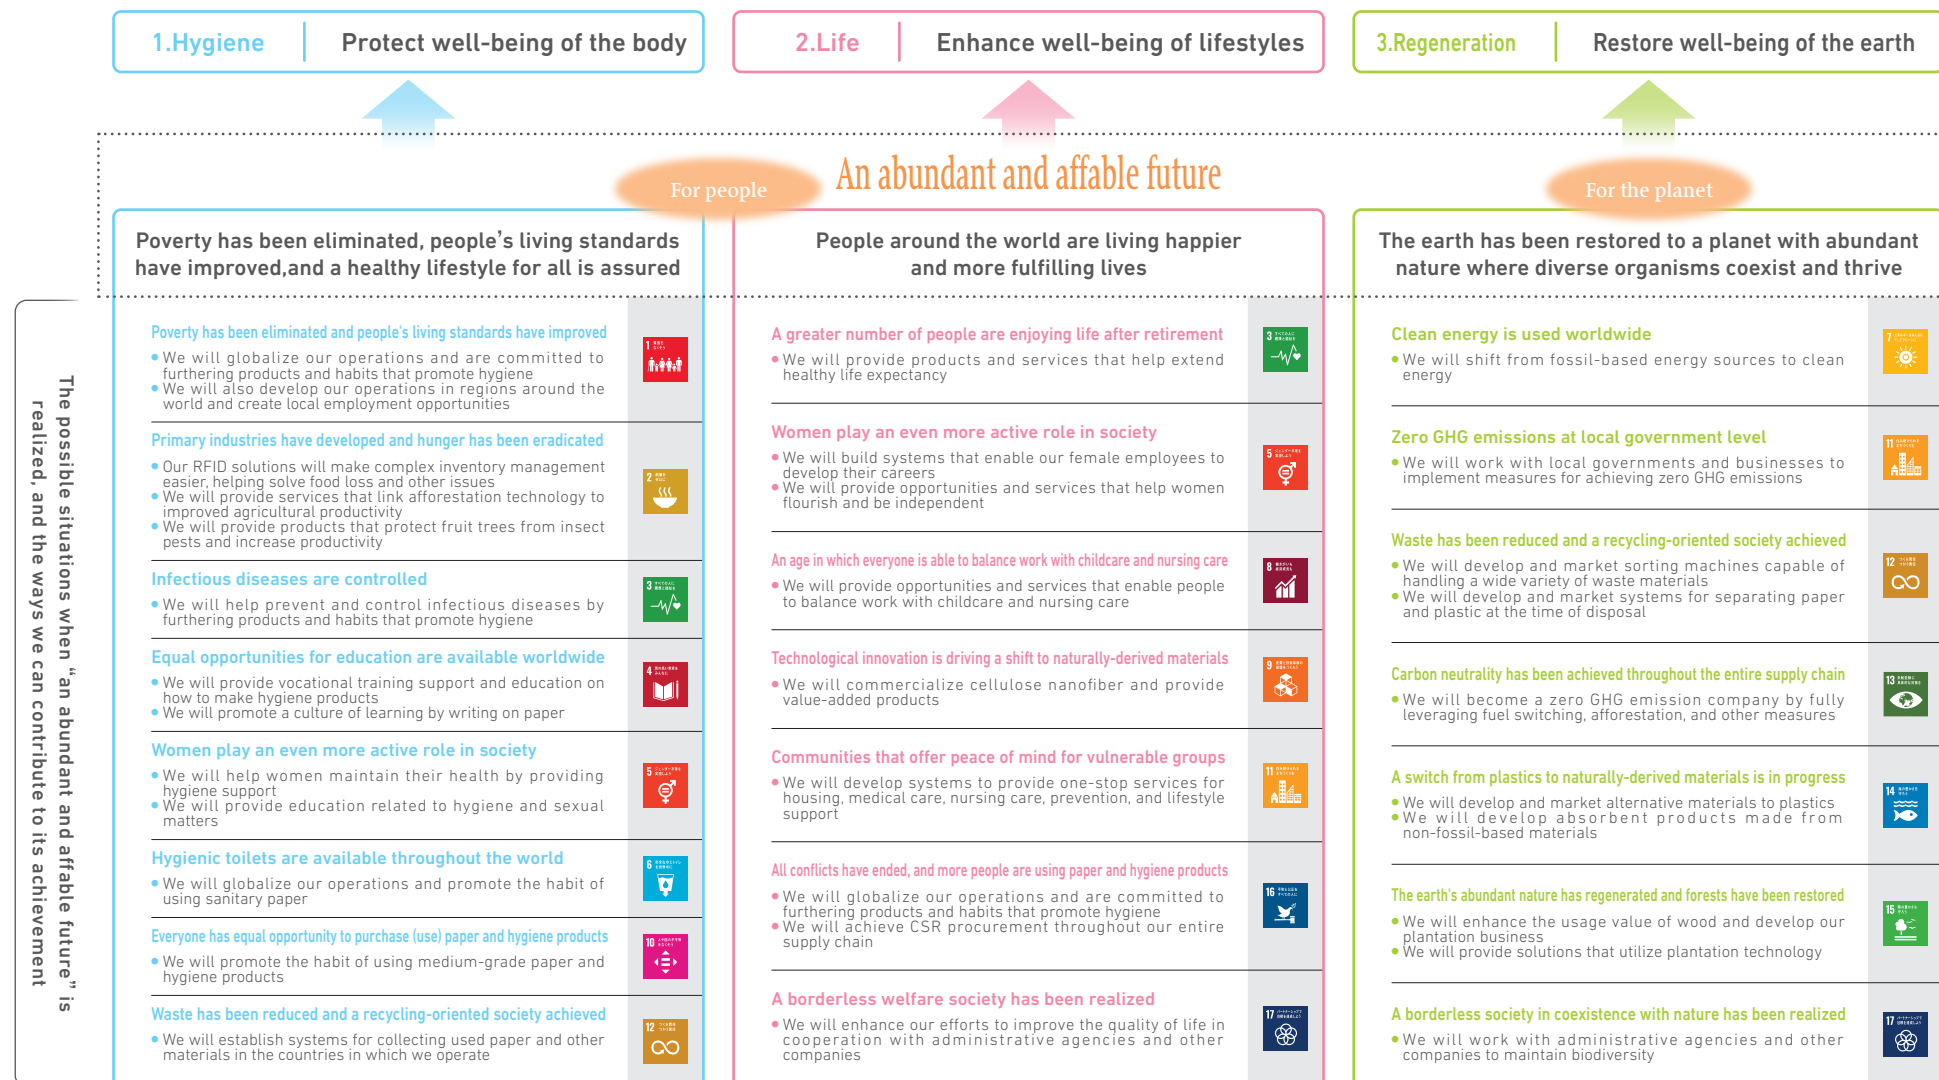 1.Hygiene
Protect well-being of the body
2.Life
Enhance well-being of lifestyles
3.Regeneration
Restore well-being of the earth
An abundant and affable future
For people
For the planet
Poverty has been eliminated, people's living standards
have improved,and a healthy lifestyle for all is assured
People around the world are living happier
and more fulfilling lives
The earth has been restored to a planet with abundant
nature where diverse organisms coexist and thrive
The possible situations when "an abundant and affable future" is
realized, and the ways we can contribute to its achievement
Poverty has been eliminated and people's living standards have improved
• We will globalize our operations and are committed to
furthering products and habits that promote hygiene
• We will also develop our operations in regions around the
world and create local employment opportunities
1
Primary industries have developed and hunger has been eradicated
• Our RFID solutions will make complex inventory management
easier, helping solve food loss and other issues
• We will provide services that link afforestation technology to
improved agricultural productivity
• We will provide products that protect fruit trees from insect
pests and increase productivity
2
Infectious diseases are controlled
• We will help prevent and control infectious diseases by
furthering products and habits that promote hygiene
3
Equal opportunities for education are available worldwide
• We will provide vocational training support and education on
how to make hygiene products
• We will promote a culture of learning by writing on paper
4
Women play an even more active role in society
• We will help women maintain their health by providing
hygiene support
• We will provide education related to hygiene and sexual
matters
5
Hygienic toilets are available throughout the world
• We will globalize our operations and promote the habit of
using sanitary paper
6
Everyone has equal opportunity to purchase (use) paper and hygiene products
• We will promote the habit of using medium-grade paper and
hygiene products
10
Waste has been reduced and a recycling-oriented society achieved
• We will establish systems for collecting used paper and other
materials in the countries in which we operate
12
A greater number of people are enjoying life after retirement
• We will provide products and services that help extend
healthy life expectancy
3
Women play an even more active role in society
• We will build systems that enable our female employees to
develop their careers
• We will provide opportunities and services that help women
flourish and be independent
5
An age in which everyone is able to balance work with childcare and nursing care
• We will provide opportunities and services that enable people
to balance work with childcare and nursing care
8
Technological innovation is driving a shift to naturally-derived materials
• We will commercialize cellulose nanofiber and provide
value-added products
9
Communities that offer peace of mind for vulnerable groups
• We will develop systems to provide one-stop services for
housing, medical care, nursing care, prevention, and lifestyle
support
11
All conflicts have ended, and more people are using paper and hygiene products
• We will globalize our operations and are committed to
furthering products and habits that promote hygiene
• We will achieve CSR procurement throughout our entire
supply chain
16
A borderless welfare society has been realized
• We will enhance our efforts to improve the quality of life in
cooperation with administrative agencies and other
companies
17
Clean energy is used worldwide
• We will shift from fossil-based energy sources to clean
energy
7
Zero GHG emissions at local government level
• We will work with local governments and businesses to
implement measures for achieving zero GHG emissions
11
Waste has been reduced and a recycling-oriented society achieved
• We will develop and market sorting machines capable of
handling a wide variety of waste materials
• We will develop and market systems for separating paper
and plastic at the time of disposal
12
Carbon neutrality has been achieved throughout the entire supply chain
• We will become a zero GHG emission company by fully
leveraging fuel switching, afforestation, and other measures
13
A switch from plastics to naturally-derived materials is in progress
• We will develop and market alternative materials to plastics
• We will develop absorbent products made from
non-fossil-based materials
14
The earth's abundant nature has regenerated and forests have been restored
• We will enhance the usage value of wood and develop our
plantation business
• We will provide solutions that utilize plantation technology
15
A borderless society in coexistence with nature has been realized
• We will work with administrative agencies and other
companies to maintain biodiversity
17